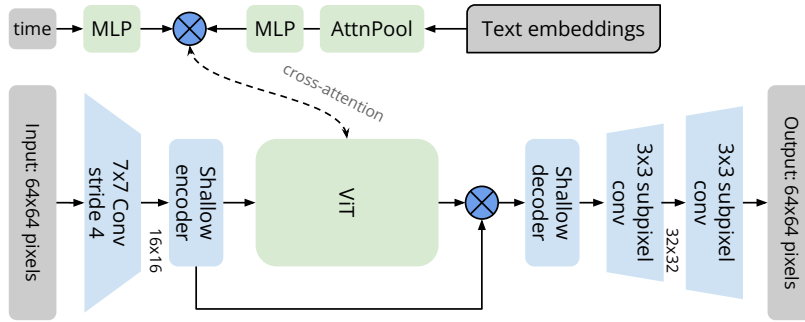 time
MLP
MLP
AttnPool
Text embeddings
cross-attention
Input: 64x64 pixels
7x7 Conv
stride 4
16x16
Shallow
encoder
ViT
Shallow
decoder
3x3 subpixel
conv
32x32
3x3 subpixel
conv
Output: 64x64 pixels